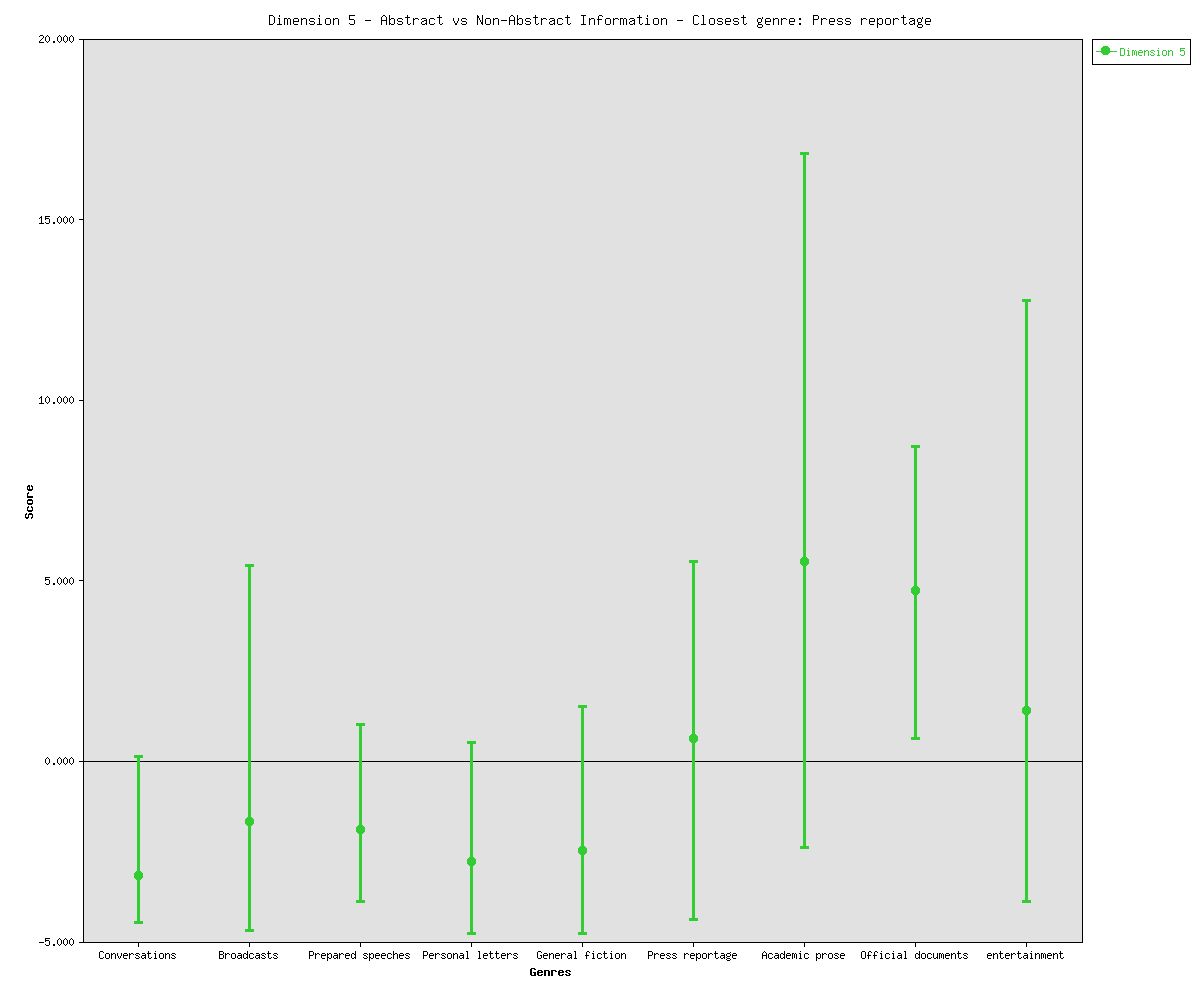 Dimension 5 - Abstract vs Non-Abstract Information - Closest genre: Press reportage
20.000
15.000
10.000
5.000
0.000
-5.000
Score
Conversations Broadcasts Prepared speeches Personal letters General fiction Press reportage Academic prose Official documents entertainment
Genres
Dimension 5